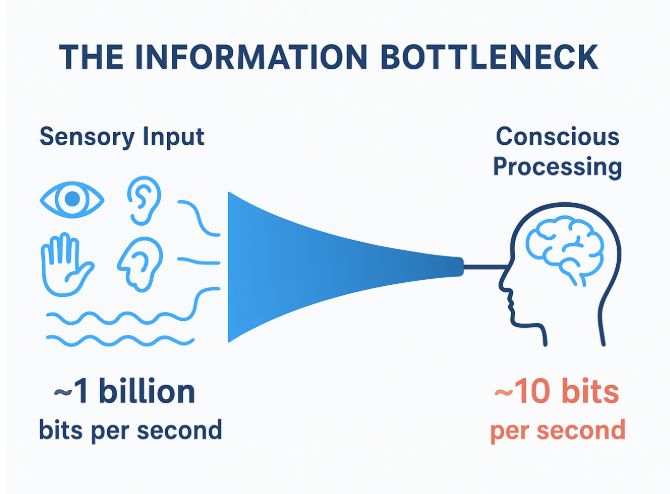 THE INFORMATION BOTTLENECK
Sensory Input
Conscious
Processing
~1 billion
bits per second
~10 bits
per second